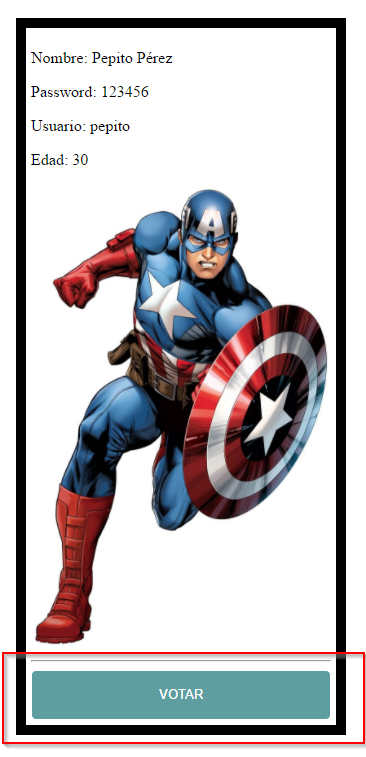 Nombre: Pepito Pérez
Password: 123456
Usuario: pepito
Edad: 30
A
VOTAR